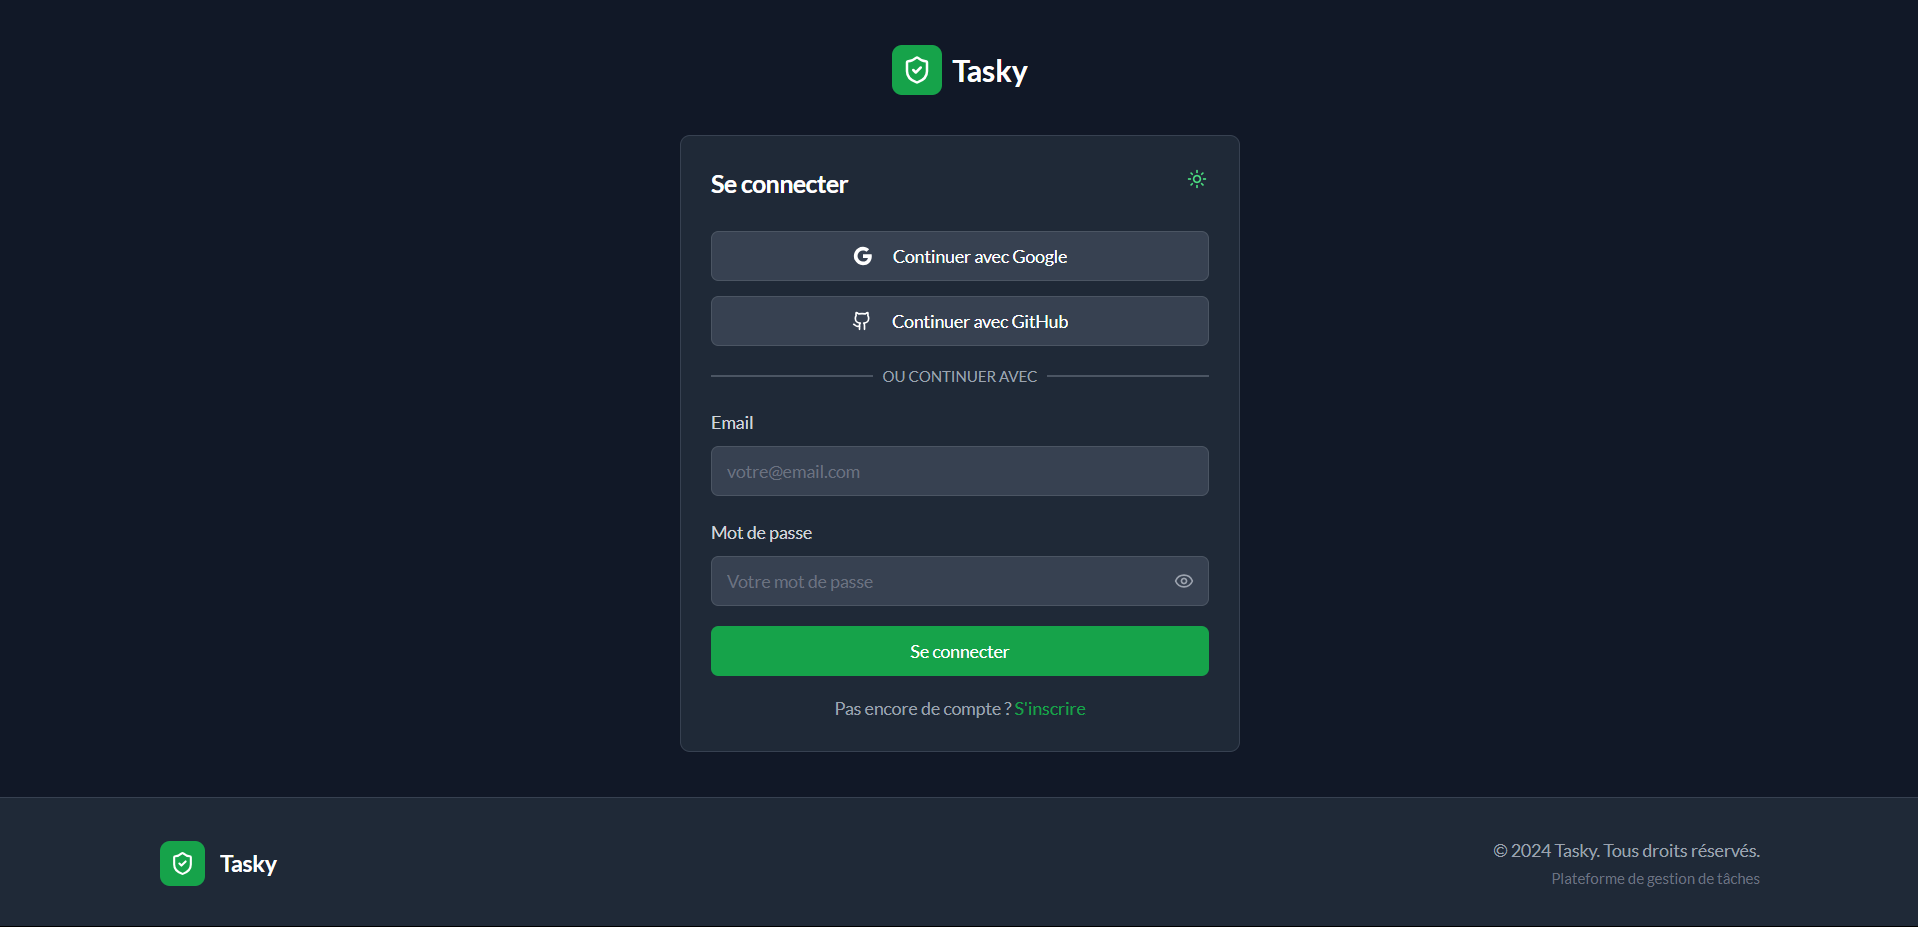 Tasky
Se connecter
Continuer avec Google
Continuer avec GitHub
OU CONTINUER AVEC
Email
votre@email.com
Mot de passe
Votre mot de passe
Se connecter
Pas encore de compte ? S'inscrire
Tasky
© 2024 Tasky. Tous droits réservés.
Plateforme de gestion de tâches